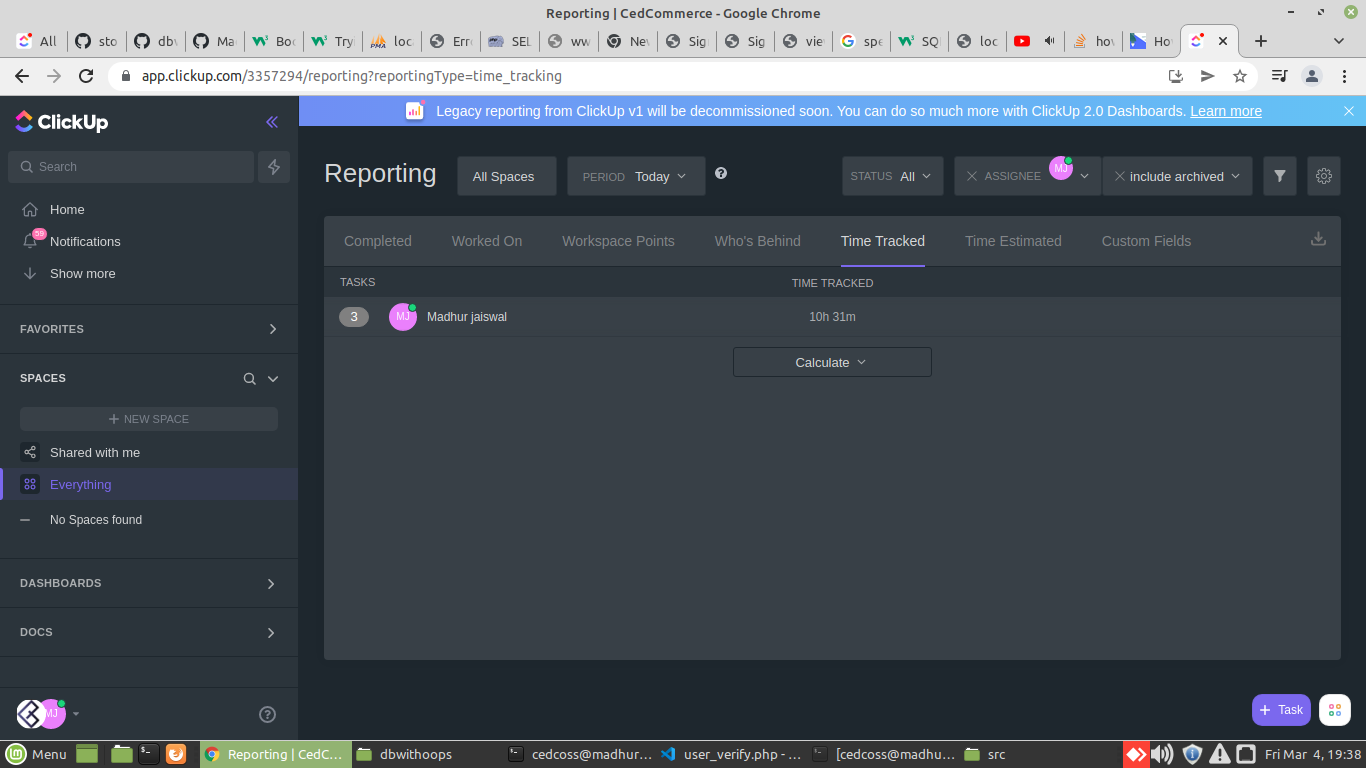 Reporting | CedCommerce - Google Chrome
All
sto
dbv
Ma
Boo
Try
loca
Erro
SEL
ww
Nev
Sig
Sig
vie
spe
SQ
loc
hov
Ho
app.clickup.com/3357294/reporting?reportingType=time_tracking
ClickUp
Legacy reporting from ClickUp v1 will be decommissioned soon. You can do so much more with ClickUp 2.0 Dashboards. Learn more
Search
Home
59
Notifications
Show more
FAVORITES
SPACES
+ NEW SPACE
Shared with me
Everything
No Spaces found
DASHBOARDS
DOCS
MJ
Reporting
All Spaces
PERIOD Today
STATUS All
ASSIGNEE MJ
include archived
Completed
Worked On
Workspace Points
Who's Behind
Time Tracked
Time Estimated
Custom Fields
TASKS
TIME TRACKED
3
MJ
Madhur jaiswal
10h 31m
Calculate
+ Task
Menu
Reporting | CedC...
dbwithoops
cedcoss@madhur...
user_verify.php - ...
[cedcoss@madhu...
src
Fri Mar 4, 19:38